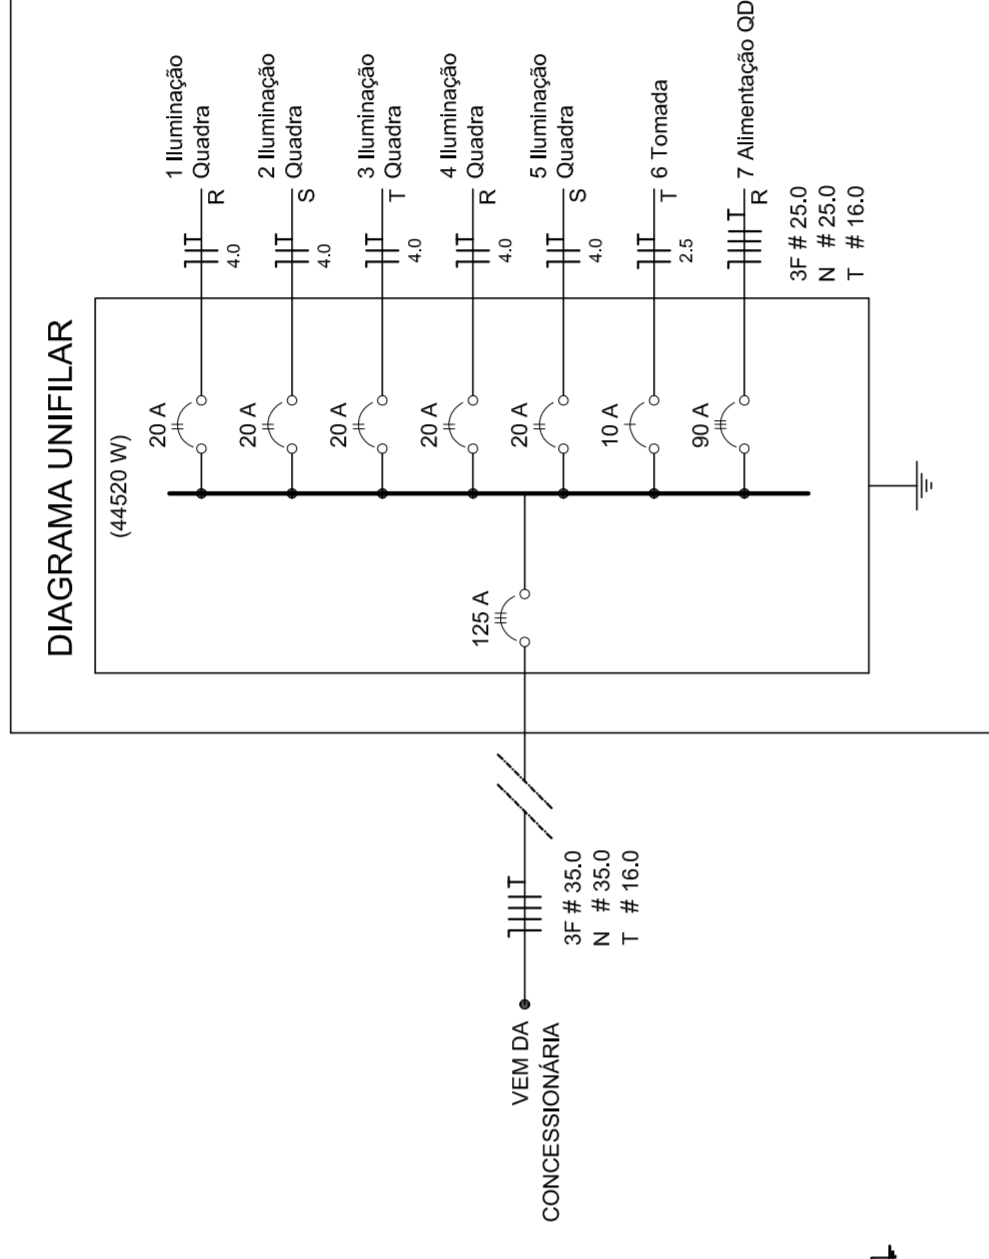 DIAGRAMA UNIFILAR
(44520 W)
VEM DA
CONCESSIONÁRIA
3F # 35.0
N # 35.0
T # 16.0
125 A
20 A
4.0
R
1 Iluminação
Quadra
20 A
4.0
S
2 Iluminação
Quadra
20 A
4.0
T
3 Iluminação
Quadra
20 A
4.0
R
4 Iluminação
Quadra
20 A
4.0
S
5 Iluminação
Quadra
10 A
2.5
T
6 Tomada
90 A
R
7 Alimentação QD
3F # 25.0
N # 25.0
T # 16.0